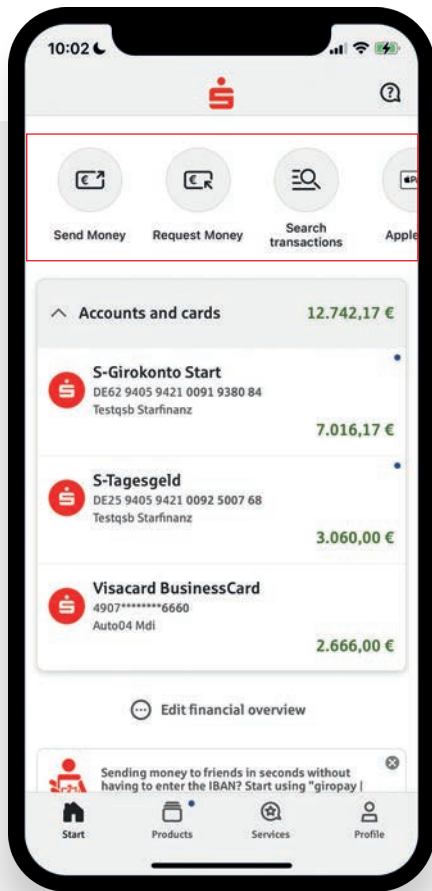 10:02
?
Send Money
Request Money
Search
transactions
Apple
Accounts and cards
12.742,17 €
S-Girokonto Start
DE62 9405 9421 0091 9380 84
Testqsb Starfinanz
7.016,17 €
S-Tagesgeld
DE25 9405 9421 0092 5007 68
Testqsb Starfinanz
3.060,00 €
Visacard BusinessCard
4907********6660
Auto04 Mdi
2.666,00 €
Edit financial overview
Sending money to friends in seconds without
having to enter the IBAN? Start using "giropay |
Start
Products
Services
Profile